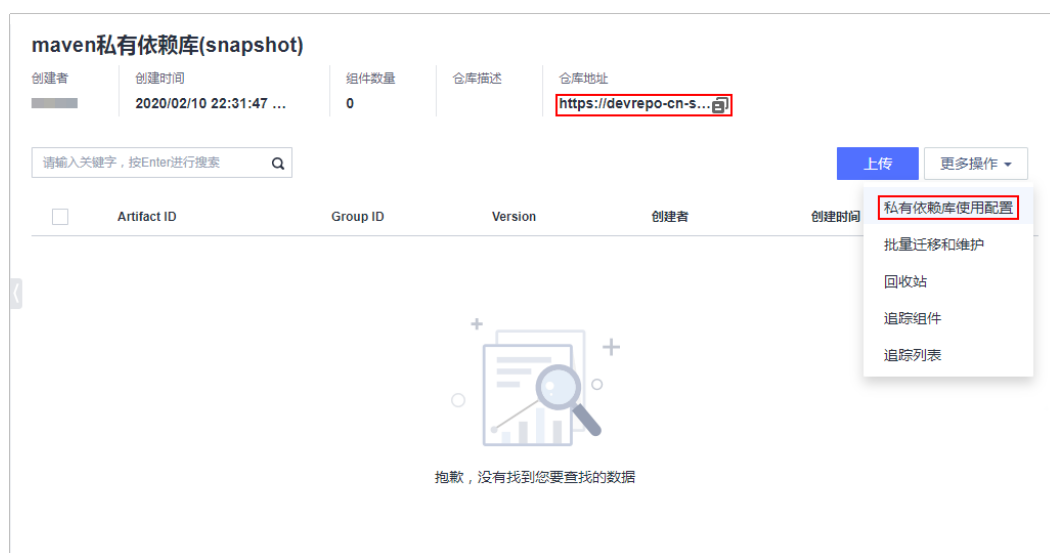 maven私有依赖库(snapshot)
创建者 创建时间 组件数量 仓库描述 仓库地址
2020/02/10 22:31:47 ... 0 https://devrepo-cn-s...
请输入关键字，按Enter进行搜索 上传 更多操作
Artifact ID Group ID Version 创建者 创建时间
私有依赖库使用配置
批量迁移和维护
回收站
追踪组件
追踪列表
抱歉，没有找到您要查找的数据